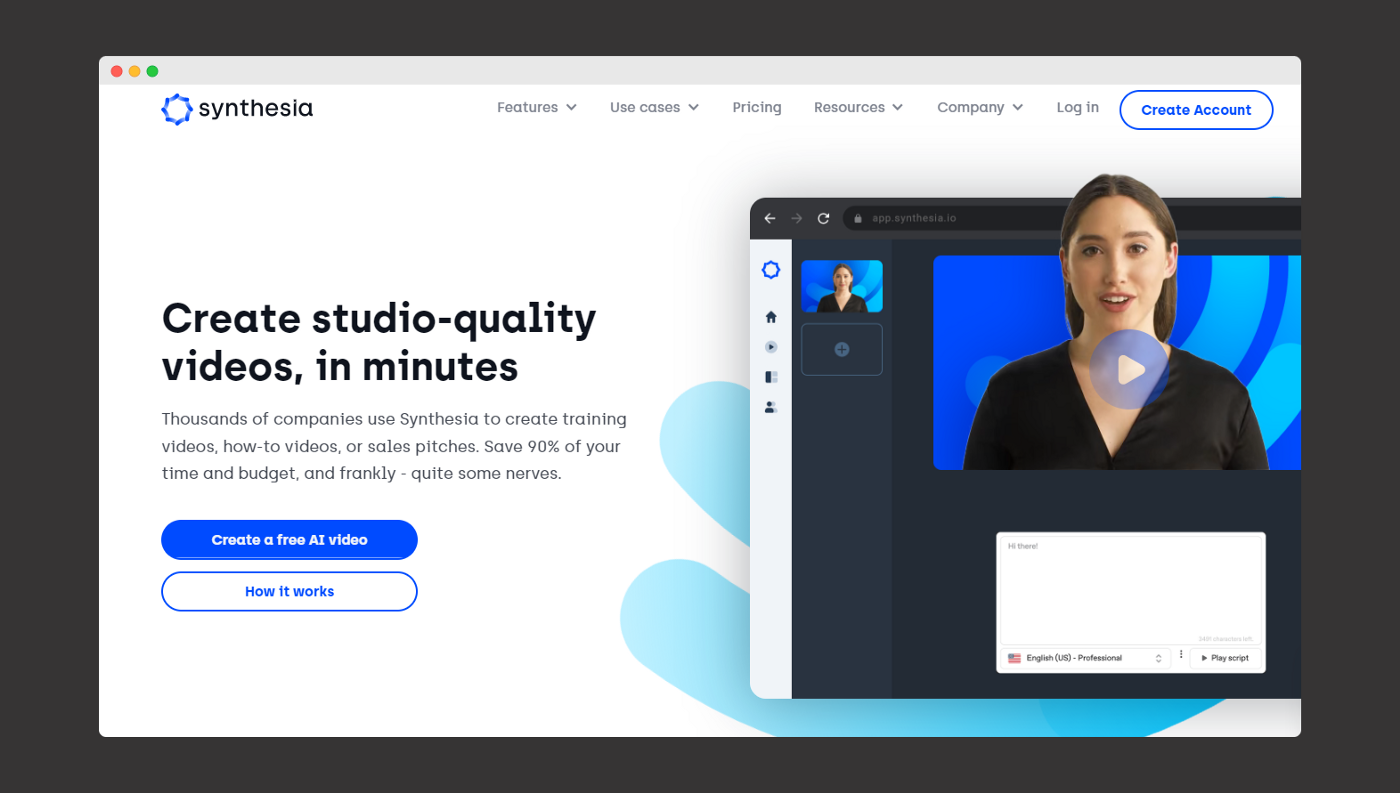 synthesia
Features
Use cases
Pricing
Resources
Company
Log in
Create Account
app.synthesia.io
Create studio-quality
videos, in minutes
Thousands of companies use Synthesia to create training
videos, how-to videos, or sales pitches. Save 90% of your
time and budget, and frankly - quite some nerves.
Create a free AI video
How it works
Hi there!
characters left.
English (US) - Professional
Play script